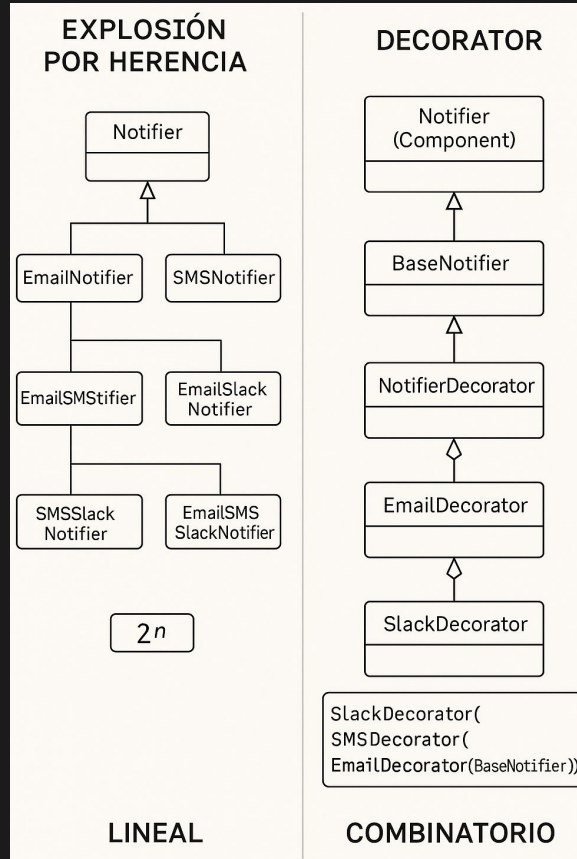 EXPLOSIÓN
POR HERENCIA
Notifier
EmailNotifier
SMSNotifier
EmailSMStifier
EmailSlack
Notifier
SMSSlack
Notifier
EmailSMS
SlackNotifier
2ⁿ
LINEAL
DECORATOR
Notifier
(Component)
BaseNotifier
NotifierDecorator
EmailDecorator
SlackDecorator
SlackDecorator(
SMSDecorator(
EmailDecorator(BaseNotifier))
COMBINATORIO